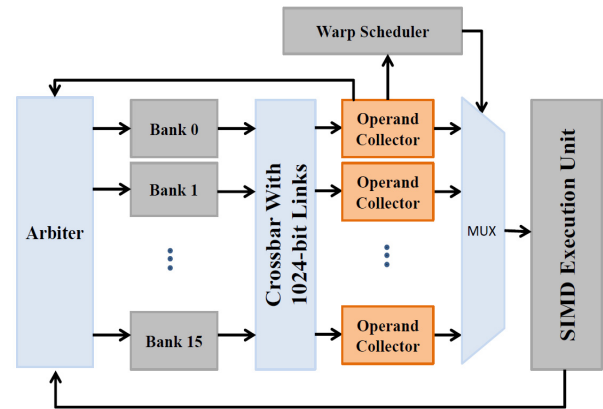 Warp Scheduler
Arbiter
Bank 0
Bank 1
Bank 15
Crossbar With
1024-bit Links
Operand
Collector
Operand
Collector
Operand
Collector
MUX
SIMD Execution Unit